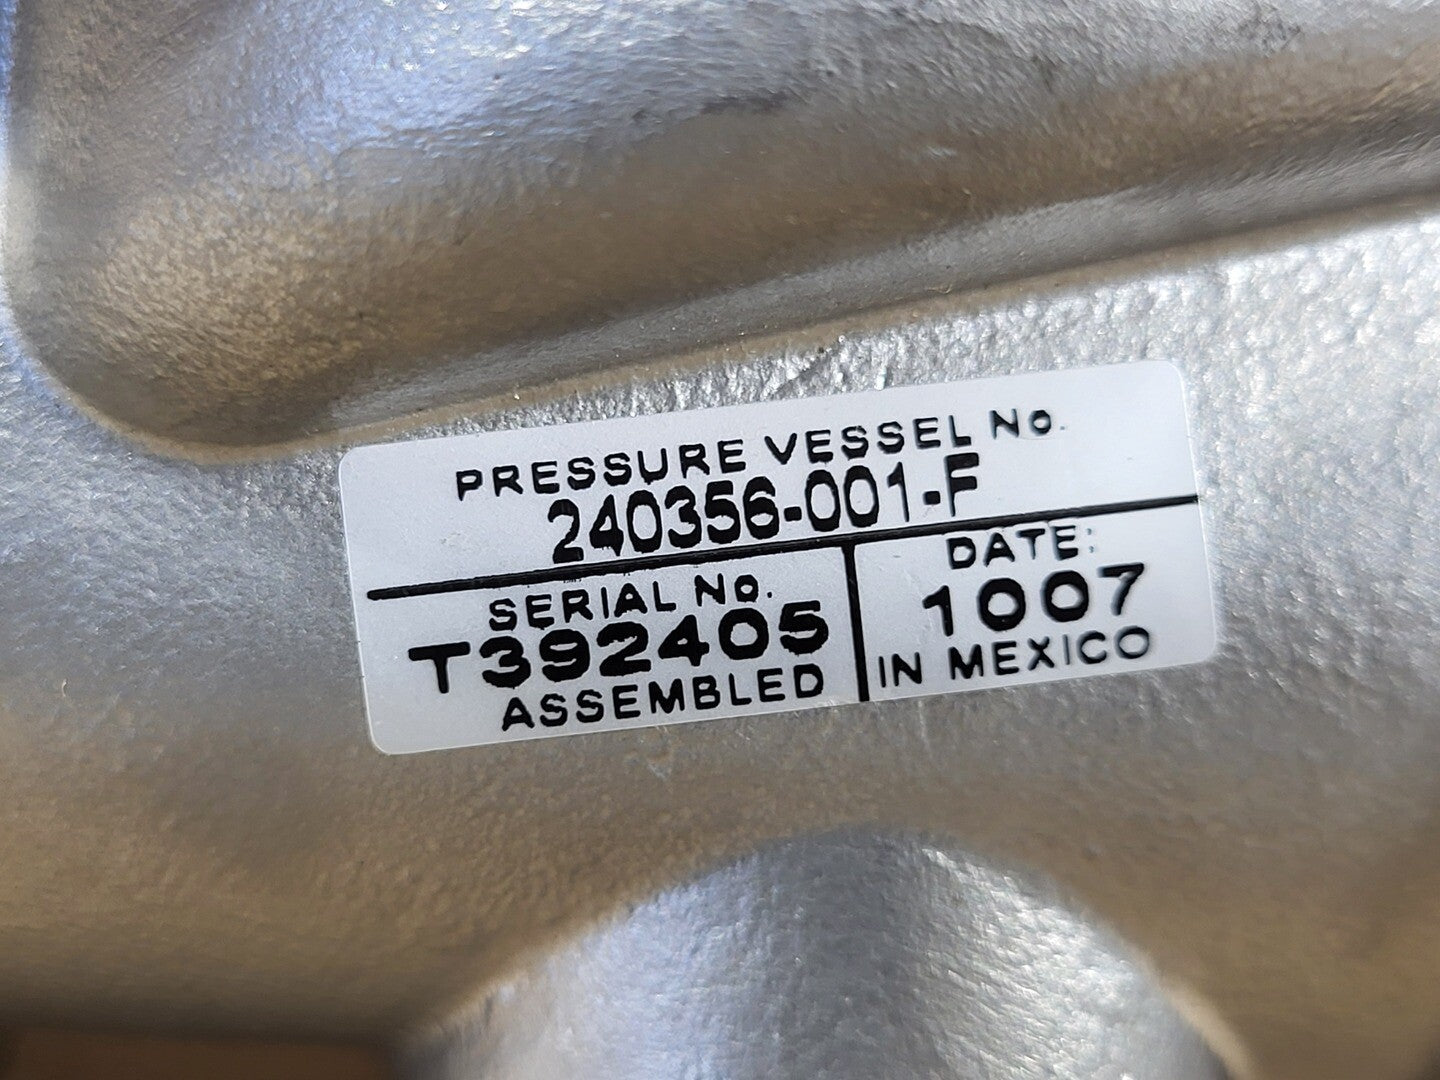 PRESSURE VESSEL No.
240356-001-F
SERIAL No.
T392405
ASSEMBLED
DATE:
1007
IN MEXICO